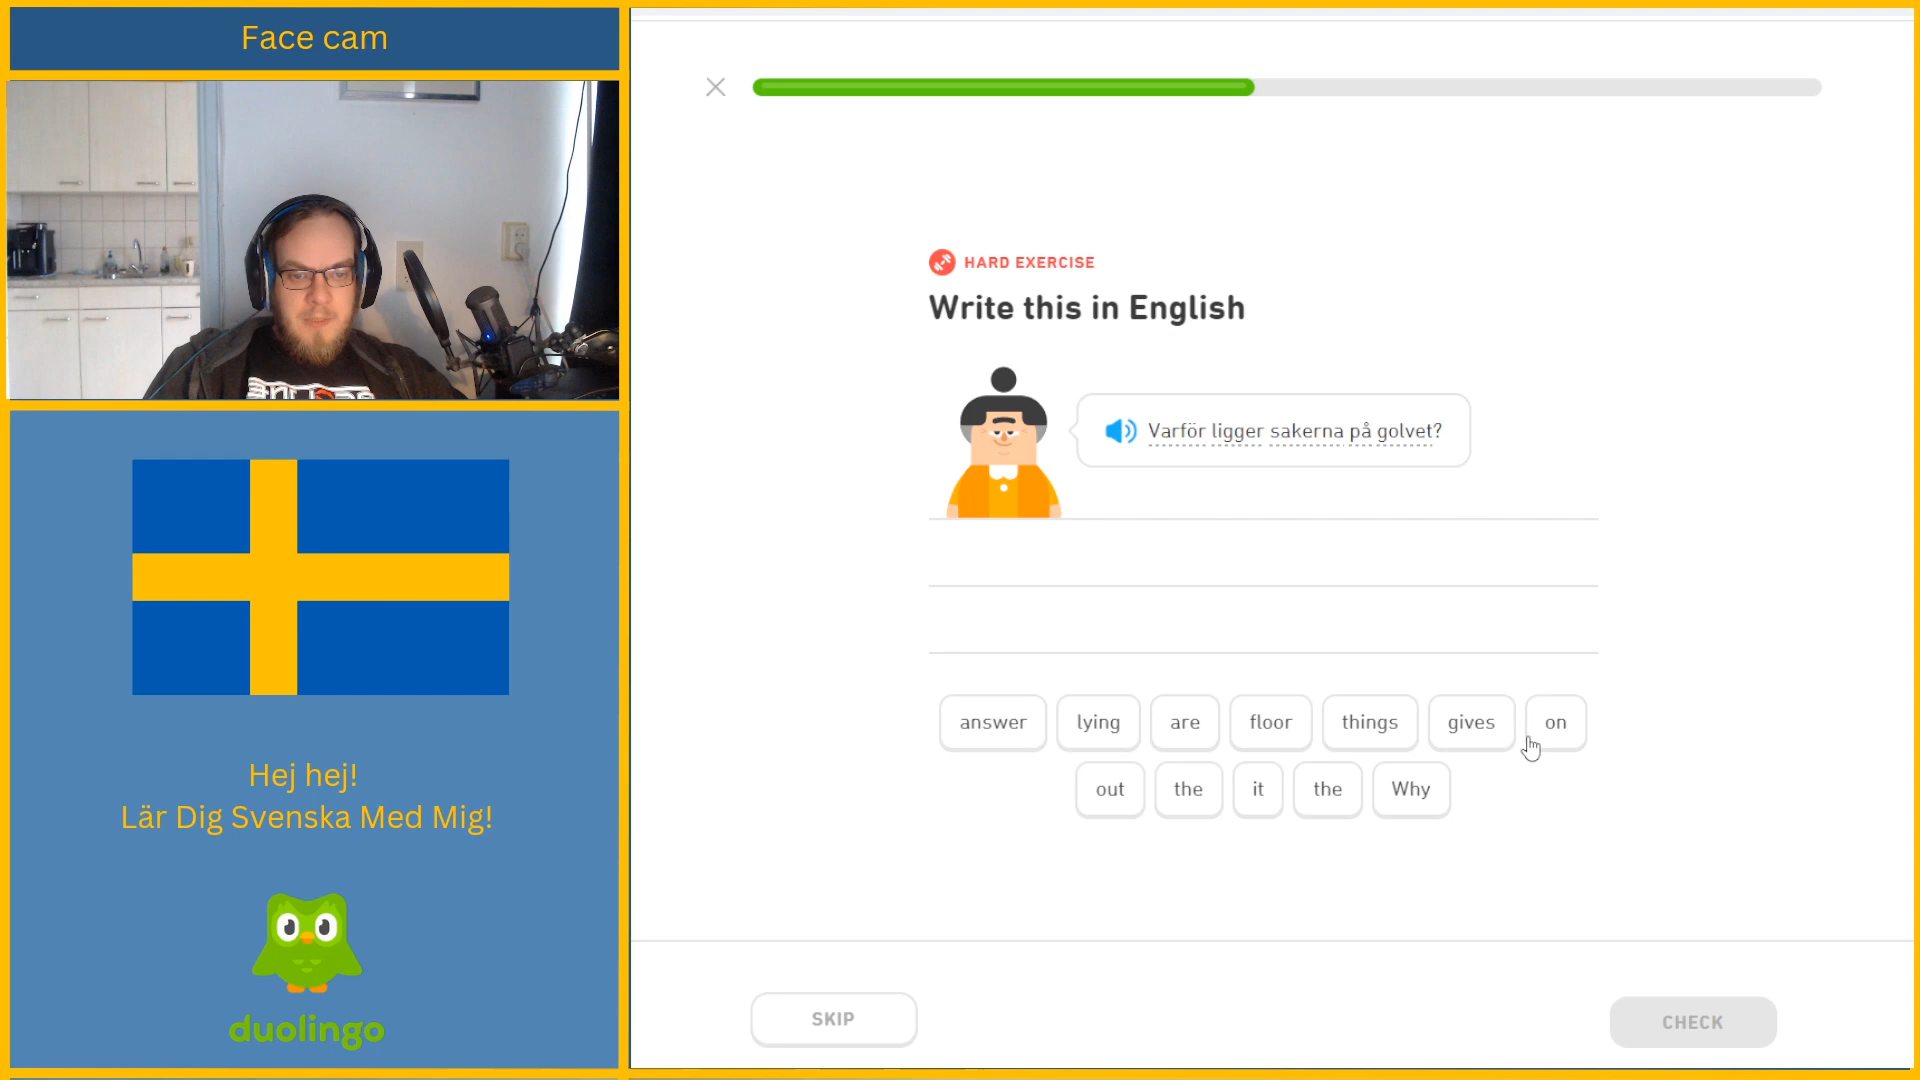 Face cam
HARD EXERCISE
Write this in English
Varför ligger sakerna på golvet?
answer lying are floor things gives on
out the it the Why
Hej hej!
Lär Dig Svenska Med Mig!
duolingo
SKIP
CHECK